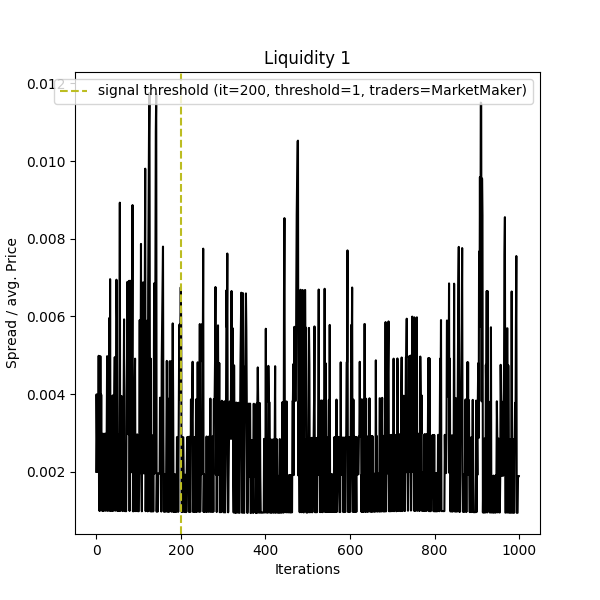 Liquidity 1
signal threshold (it=200, threshold=1, traders=MarketMaker)
0.012
0.010
0.008
0.006
0.004
0.002
Spread / avg. Price
0 200 400 600 800 1000
Iterations